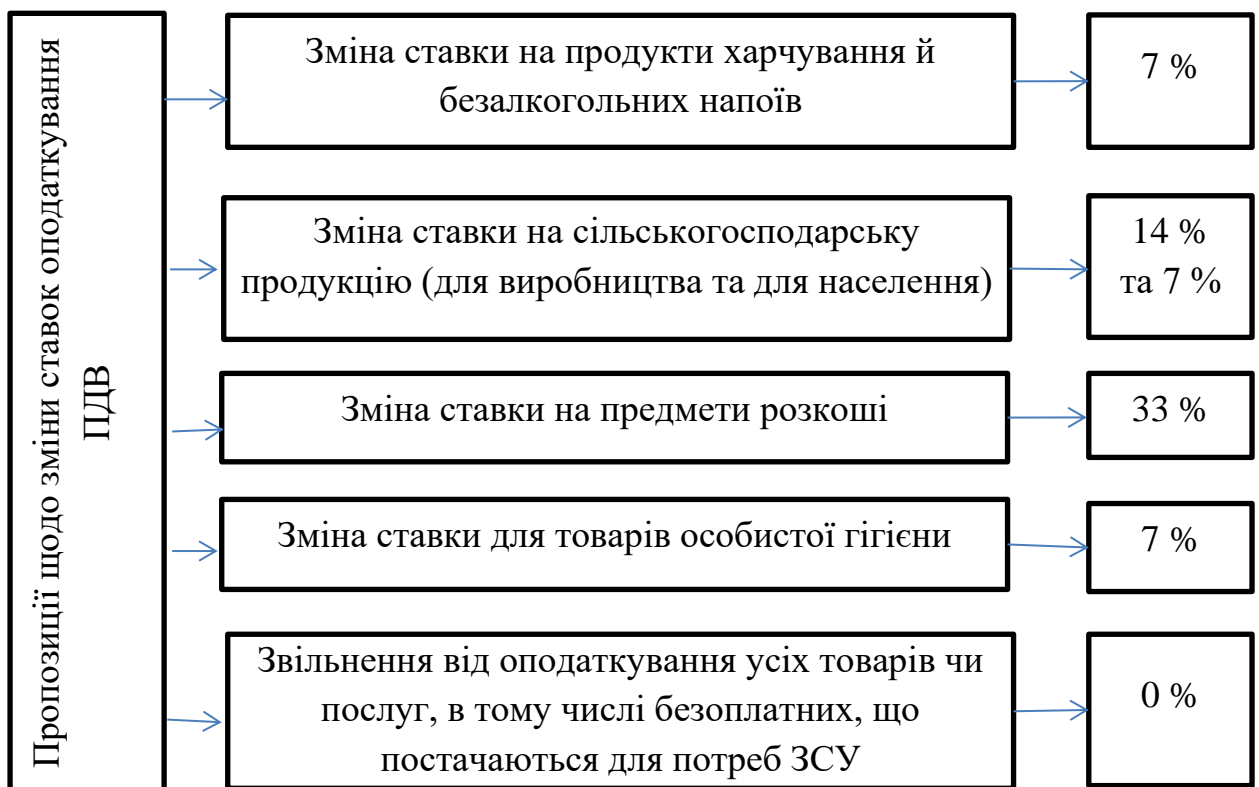 Пропозиції щодо зміни ставок оподаткування
ПДВ
Зміна ставки на продукти харчування й
безалкогольних напоїв
7 %
Зміна ставки на сільськогосподарську
продукцію (для виробництва та для населення)
14 %
та 7 %
Зміна ставки на предмети розкоші
33 %
Зміна ставки для товарів особистої гігієни
7 %
Звільнення від оподаткування усіх товарів чи
послуг, в тому числі безоплатних, що
постачаються для потреб ЗСУ
0 %